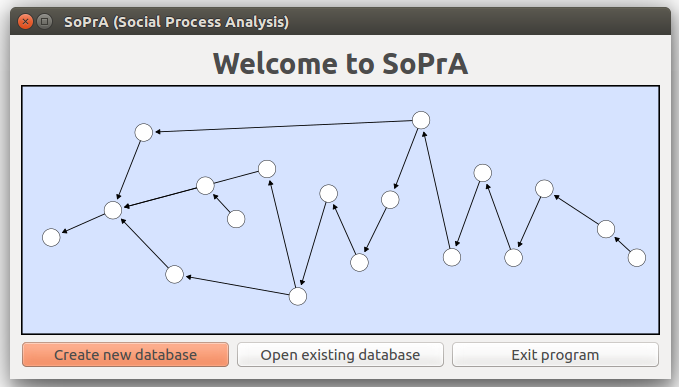 SoPrA (Social Process Analysis)
Welcome to SoPrA
Create new database
Open existing database
Exit program